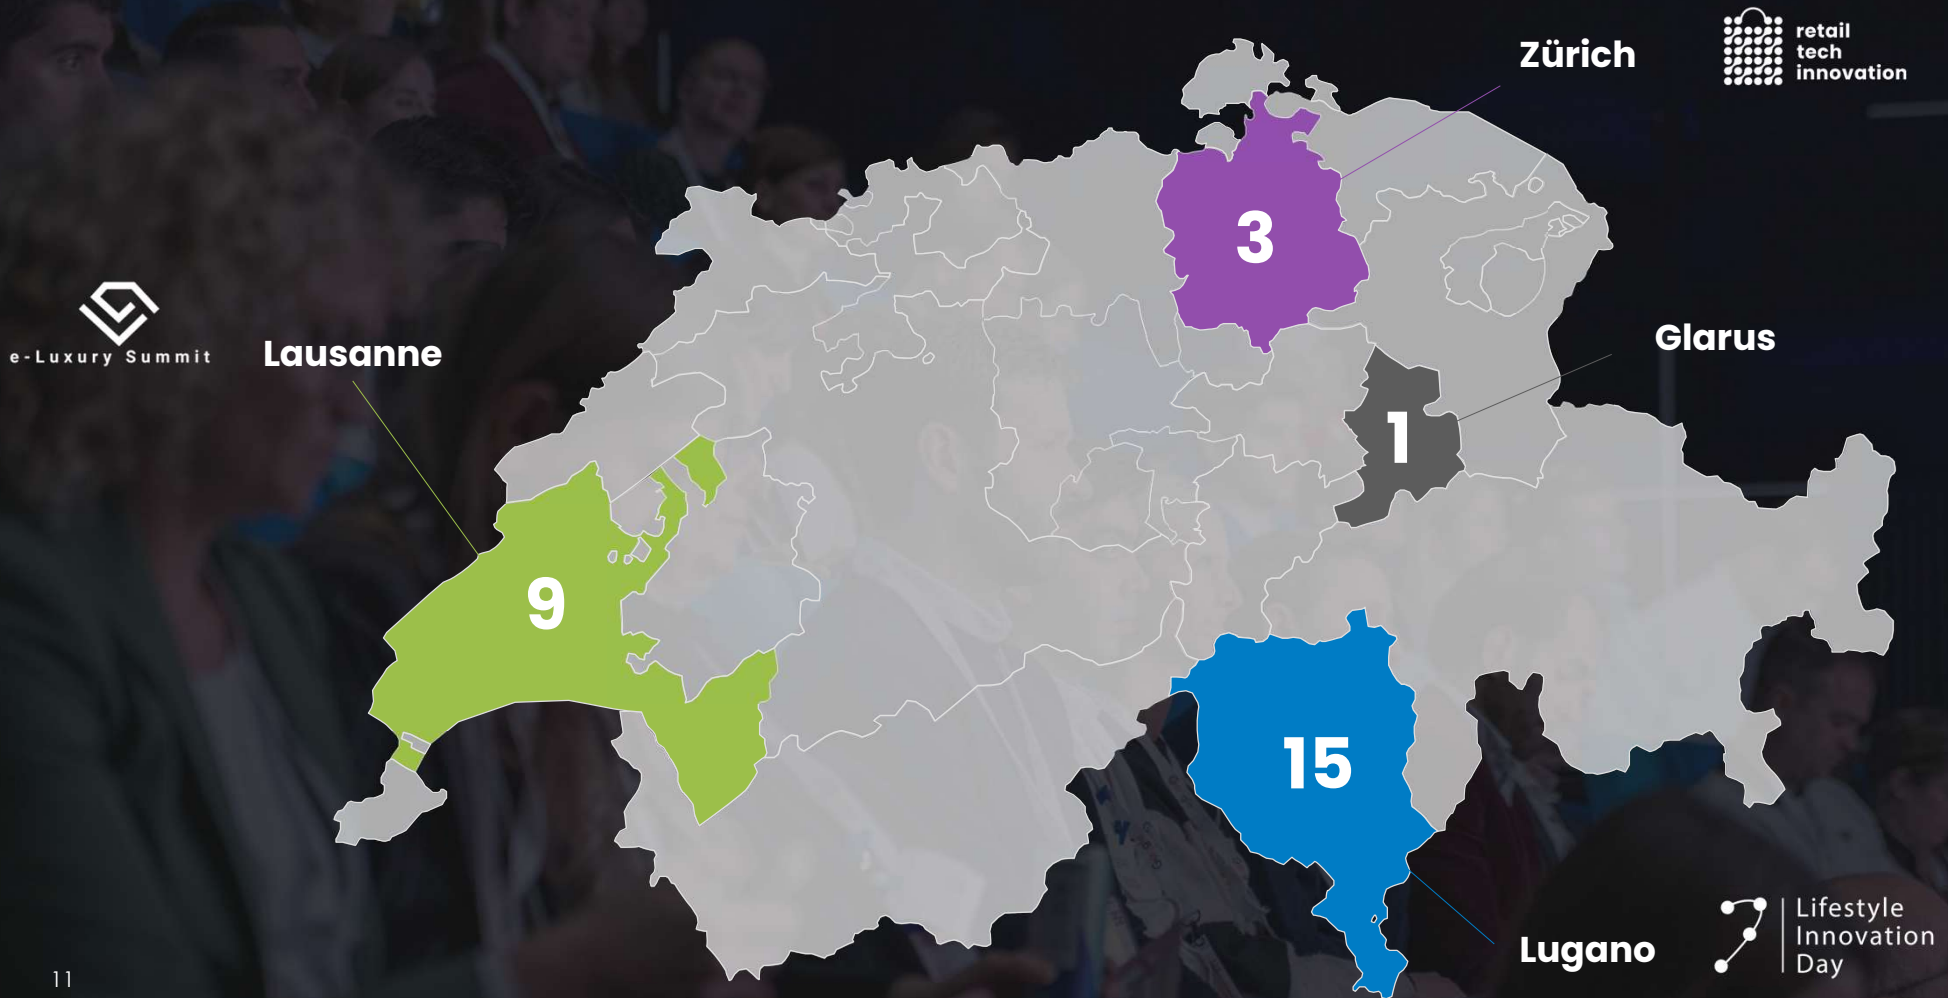 Zürich
retail
tech
innovation
3
Glarus
e-Luxury Summit
Lausanne
1
9
15
Lifestyle
Innovation
Day
Lugano
11